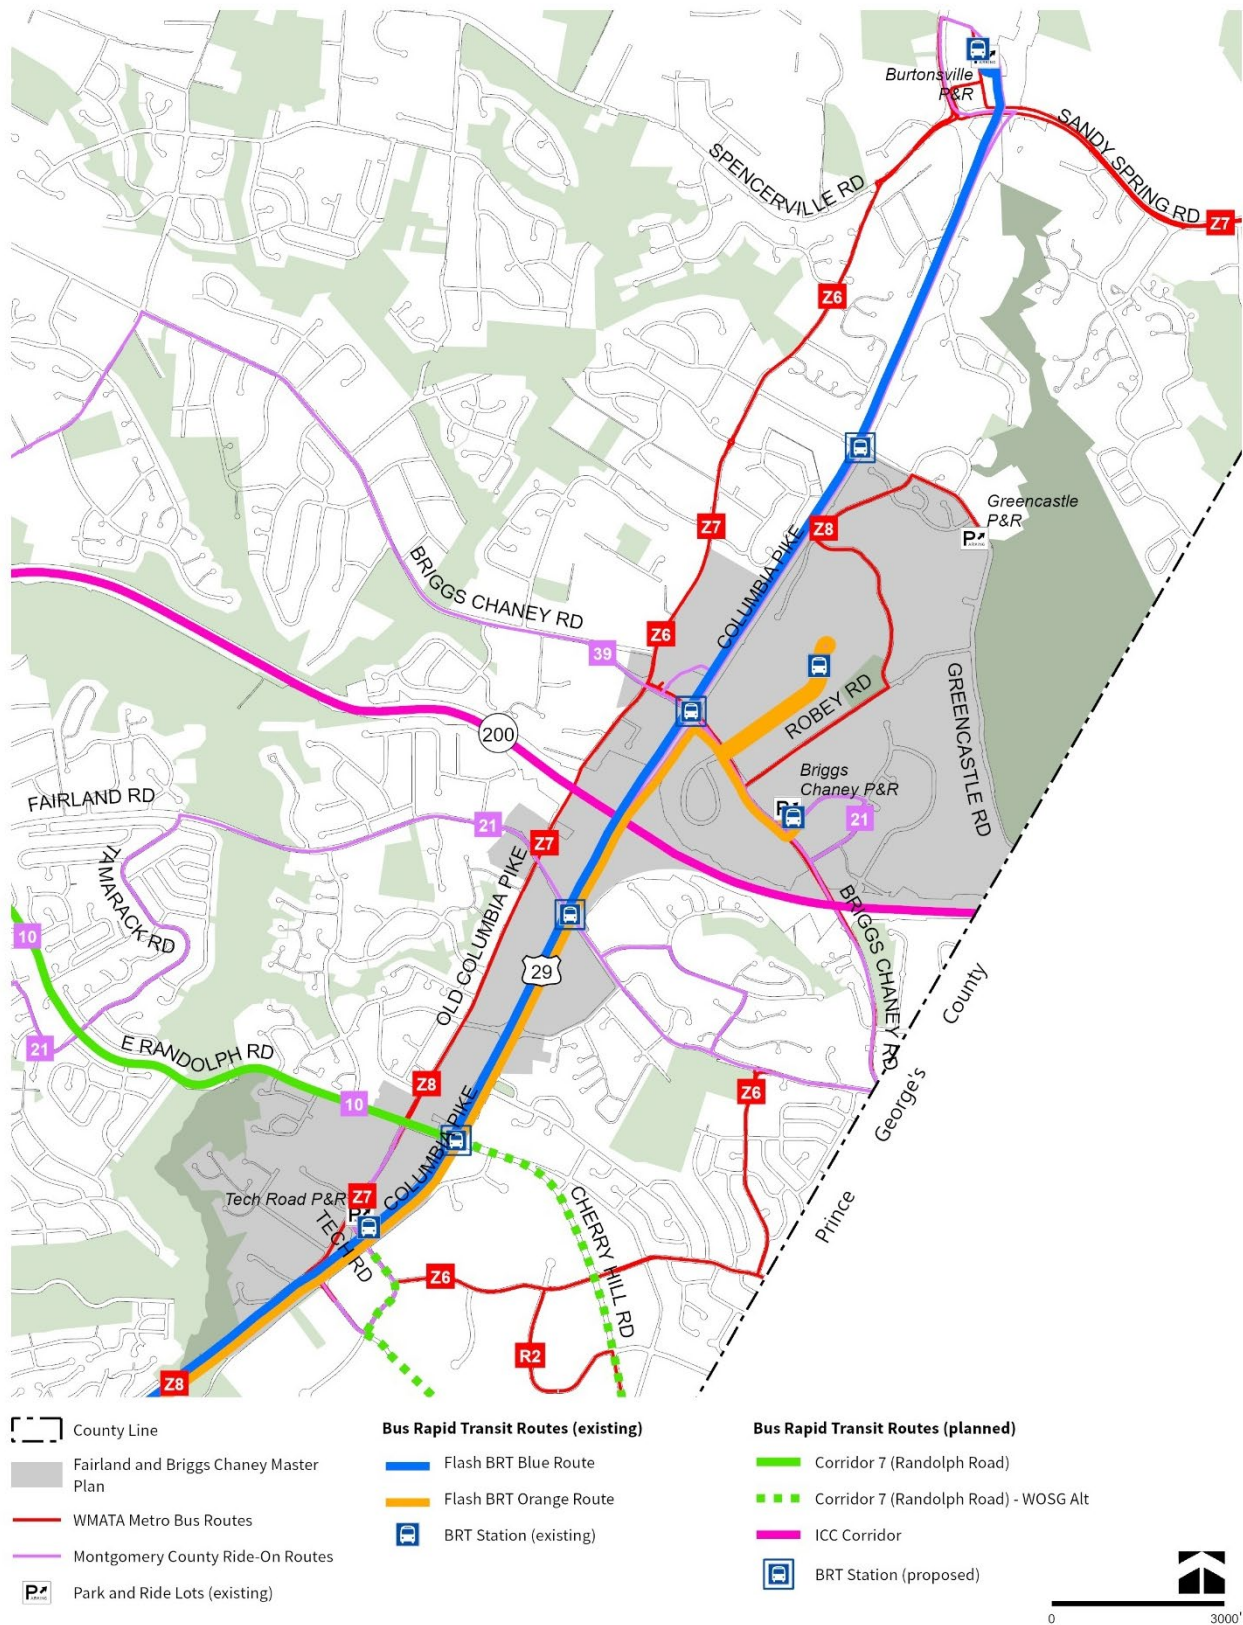 Burtonsville
P&R
SPENCERVILLE RD
SANDY SPRING RD
Z7
Z6
Greencastle
P&R
P
Z8
Z7
COLUMBIA PIKE
BRIGGS CHANEY RD
Z6
39
ROBEY RD
GREENCASTLE RD
200
Briggs
Chaney P&R
P
21
FAIRLAND RD
21
Z7
TAMARACK RD
OLD COLUMBIA PIKE
BRIGGS CHANEY RD
10
29
County
21
E RANDOLPH RD
Z8
Z6
10
COLUMBIA PIKE
George's
Tech Road P&R
Z7
P
TECH RD
CHERRY HILL RD
Prince
Z6
R2
Z8
County Line
Fairland and Briggs Chaney Master
Plan
WMATA Metro Bus Routes
Montgomery County Ride-On Routes
P
Park and Ride Lots (existing)
Bus Rapid Transit Routes (existing)
Flash BRT Blue Route
Flash BRT Orange Route
BRT Station (existing)
Bus Rapid Transit Routes (planned)
Corridor 7 (Randolph Road)
Corridor 7 (Randolph Road) - WOSG Alt
ICC Corridor
BRT Station (proposed)
0
3000'